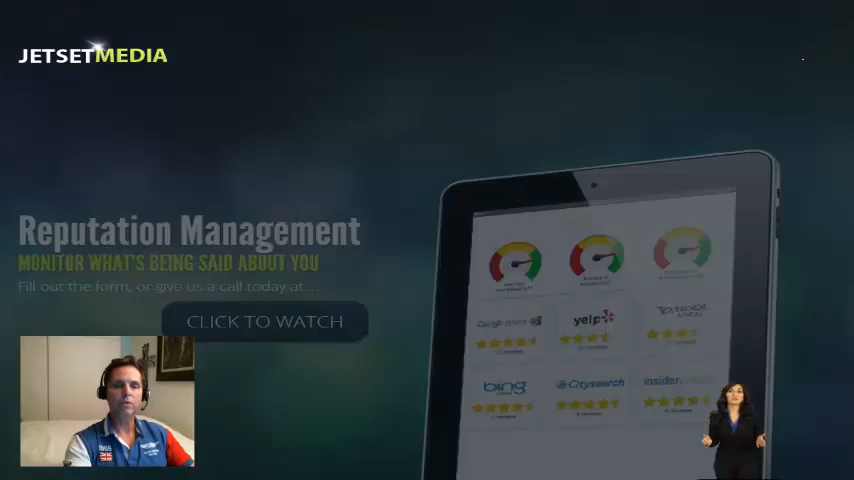 JETSETMEDIA
Reputation Management
MONITOR WHAT'S BEING SAID ABOUT YOU
Fill out the form, or give us a call today at...
CLICK TO WATCH
yelp
bing
Citysearch
insider